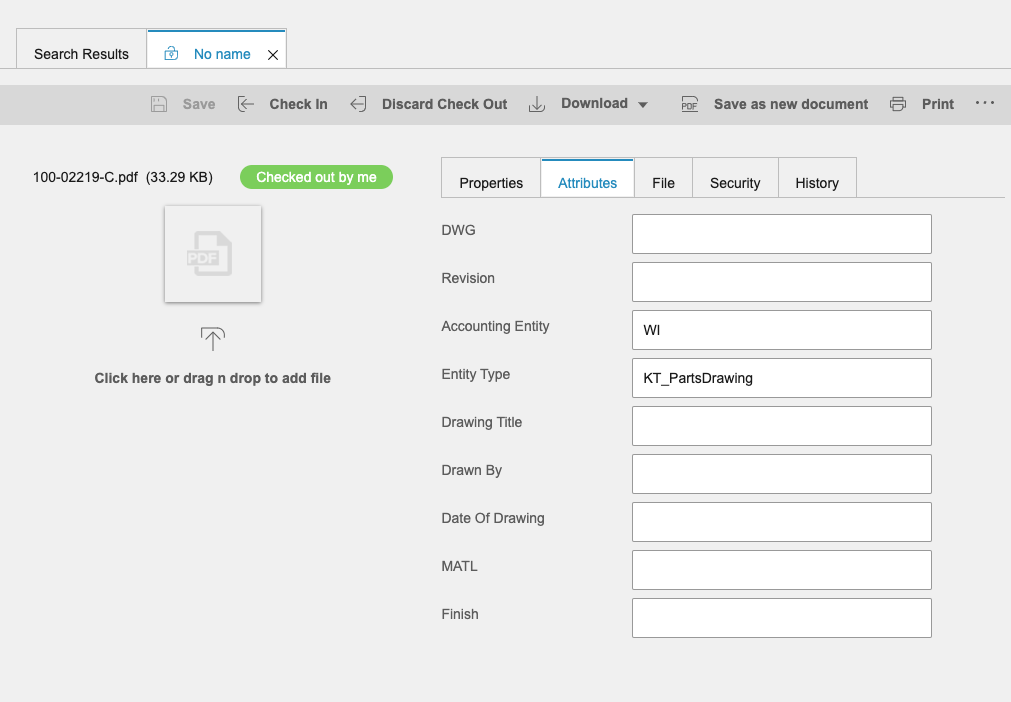 Search Results
No name
Save
Check In
Discard Check Out
Download
PDF
Save as new document
Print
100-02219-C.pdf (33.29 KB)
Checked out by me
PDF
Click here or drag n drop to add file
Properties
Attributes
File
Security
History
DWG
Revision
Accounting Entity
WI
Entity Type
KT_PartsDrawing
Drawing Title
Drawn By
Date Of Drawing
MATL
Finish